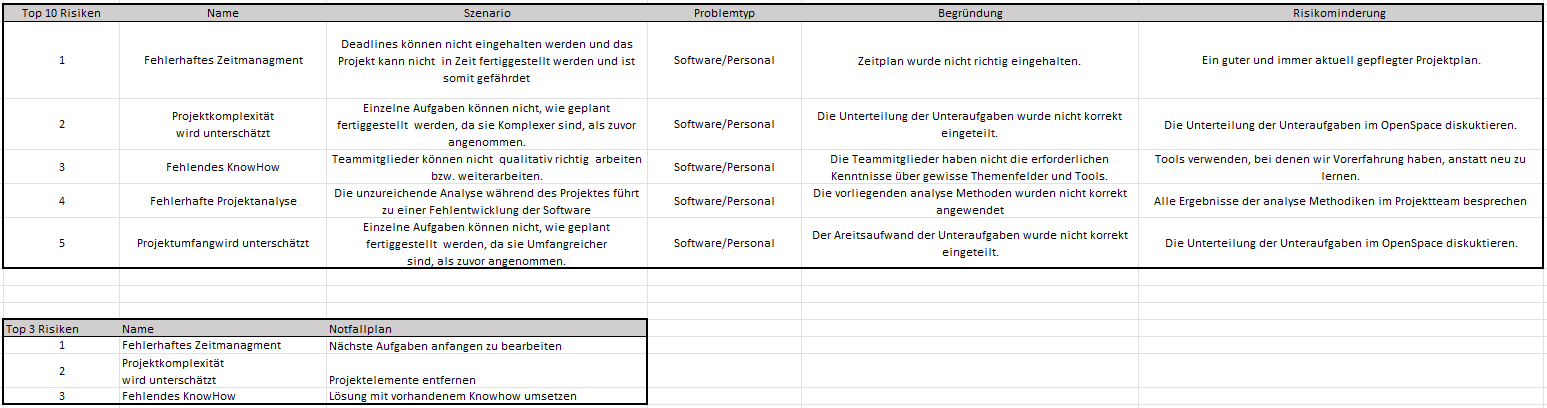 Top 10 Risiken Name Szenario Problemtyp Begründung Risikominderung
1 Fehlerhaftes Zeitmanagment Deadlines können nicht eingehalten werden und das
Projekt kann nicht in Zeit fertiggestellt werden und ist
somit gefährdet Software/Personal Zeitplan wurde nicht richtig eingehalten. Ein guter und immer aktuell gepflegter Projektplan.
2 Projektkomplexität
wird unterschätzt Einzelne Aufgaben können nicht, wie geplant
fertiggestellt werden, da sie Komplexer sind, als zuvor
angenommen. Software/Personal Die Unterteilung der Unteraufgaben wurde nicht korrekt
eingeteilt. Die Unterteilung der Unteraufgaben im OpenSpace diskuktieren.
3 Fehlendes KnowHow Teammitglieder können nicht qualitativ richtig arbeiten
bzw. weiterarbeiten. Software/Personal Die Teammitglieder haben nicht die erforderlichen
Kenntnisse über gewisse Themenfelder und Tools. Tools verwenden, bei denen wir Vorerfahrung haben, anstatt neu zu
lernen.
4 Fehlerhafte Projektanalyse Die unzureichende Analyse während des Projektes führt
zu einer Fehlentwicklung der Software Software/Personal Die vorliegenden analyse Methoden wurden nicht korrekt
angewendet Alle Ergebnisse der analyse Methodiken im Projektteam besprechen
5 Projektumfangwird unterschätzt Einzelne Aufgaben können nicht, wie geplant
fertiggestellt werden, da sie Umfangreicher
sind, als zuvor angenommen. Software/Personal Der Areitsaufwand der Unteraufgaben wurde nicht korrekt
eingeteilt. Die Unterteilung der Unteraufgaben im OpenSpace diskuktieren.
Top 3 Risiken Name Notfallplan
1 Fehlerhaftes Zeitmanagment Nächste Aufgaben anfangen zu bearbeiten
2 Projektkomplexität
wird unterschätzt Projektelemente entfernen
3 Fehlendes KnowHow Lösung mit vorhandenem Knowhow umsetzen